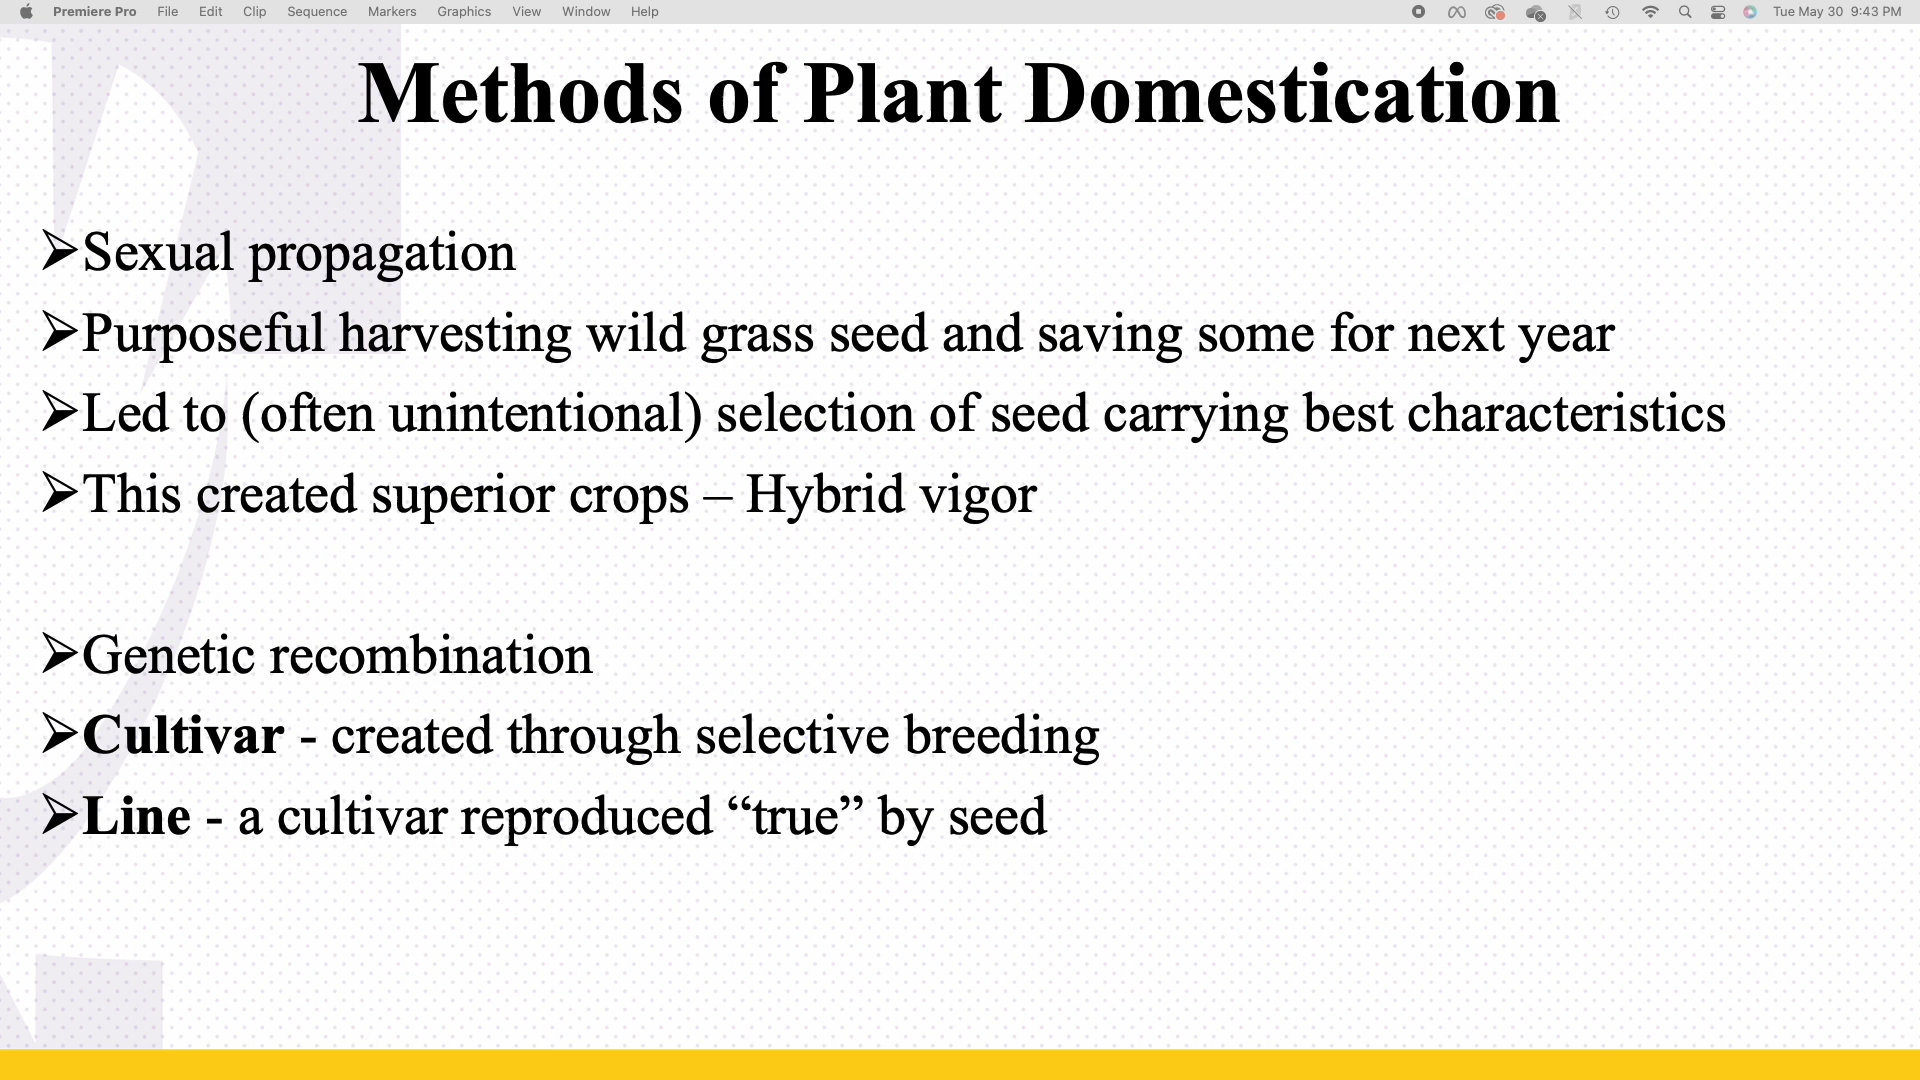 Premiere Pro File Edit Clip Sequence Markers Graphics View Window Help Tue May 30 9:43 PM
Methods of Plant Domestication
➢Sexual propagation
➢Purposeful harvesting wild grass seed and saving some for next year
➢Led to (often unintentional) selection of seed carrying best characteristics
➢This created superior crops – Hybrid vigor
➢Genetic recombination
➢Cultivar - created through selective breeding
➢Line - a cultivar reproduced “true” by seed